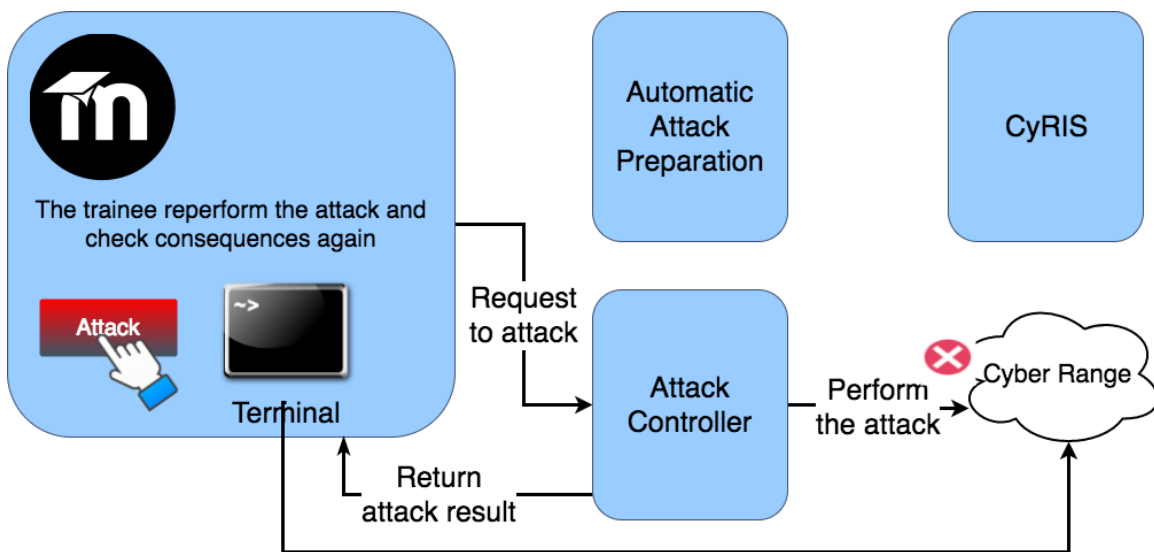 m
The trainee reperform the attack and
check consequences again
Attack
~>
Terminal
Automatic
Attack
Preparation
CyRIS
Request
to attack
Attack
Controller
Perform
the attack
Cyber Range
Return
attack result